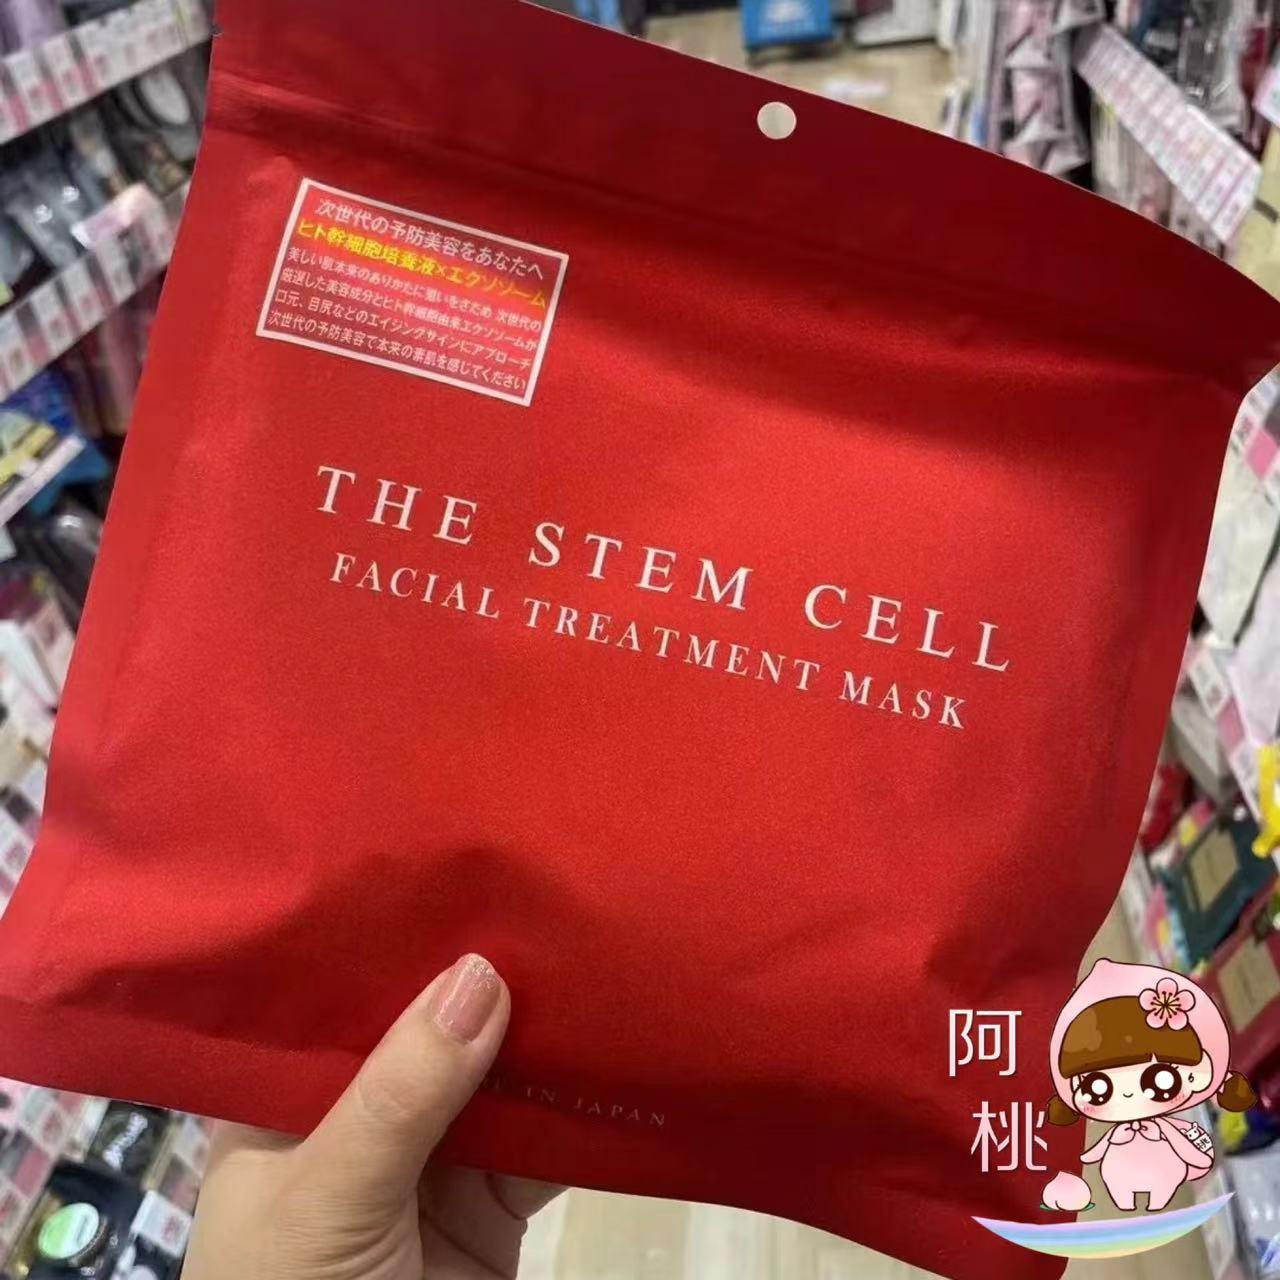 次世代の予防美容をあなたへ
ヒト幹細胞培養液×エクソソーム
美しい肌本来のありかたに想いをさため 次世代の
厳選した美容成分とヒト幹細胞由来エクソソームが
口元、目尻などのエイジングサインにアプローチ
次世代の予防美容で本来の素肌を感じてください
THE STEM CELL
FACIAL TREATMENT MASK
IN JAPAN
阿
桃